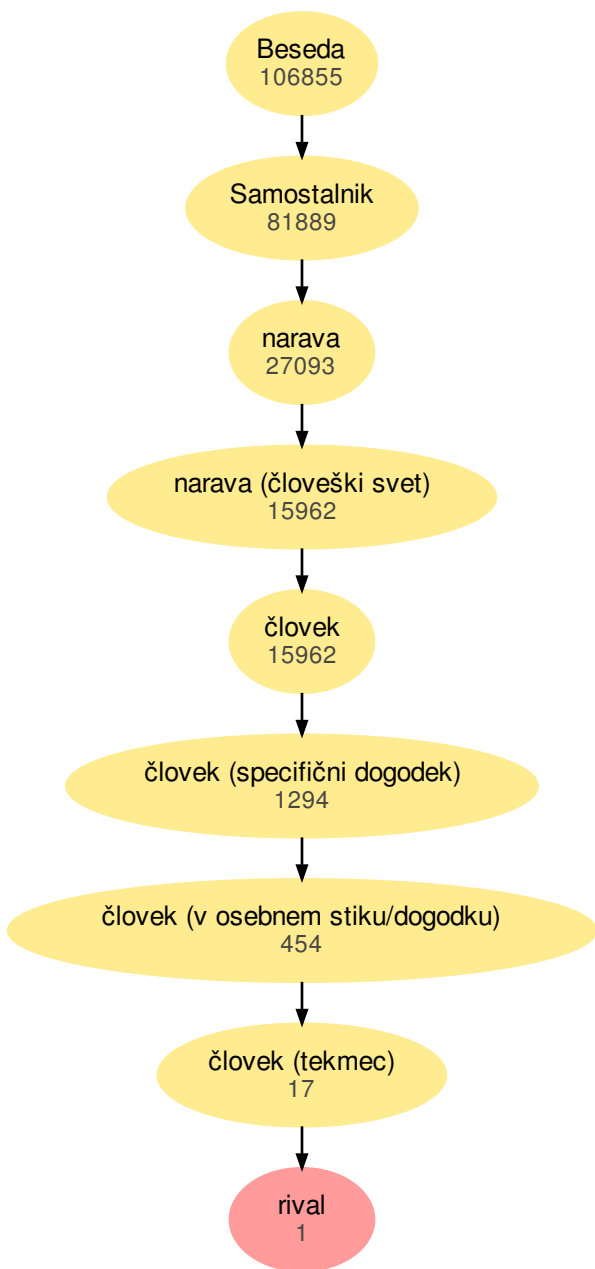 Beseda
106855
Samostalnik
81889
narava
27093
narava (človeški svet)
15962
človek
15962
človek (specifični dogodek)
1294
človek (v osebnem stiku/dogodku)
454
človek (tekmec)
17
rival
1